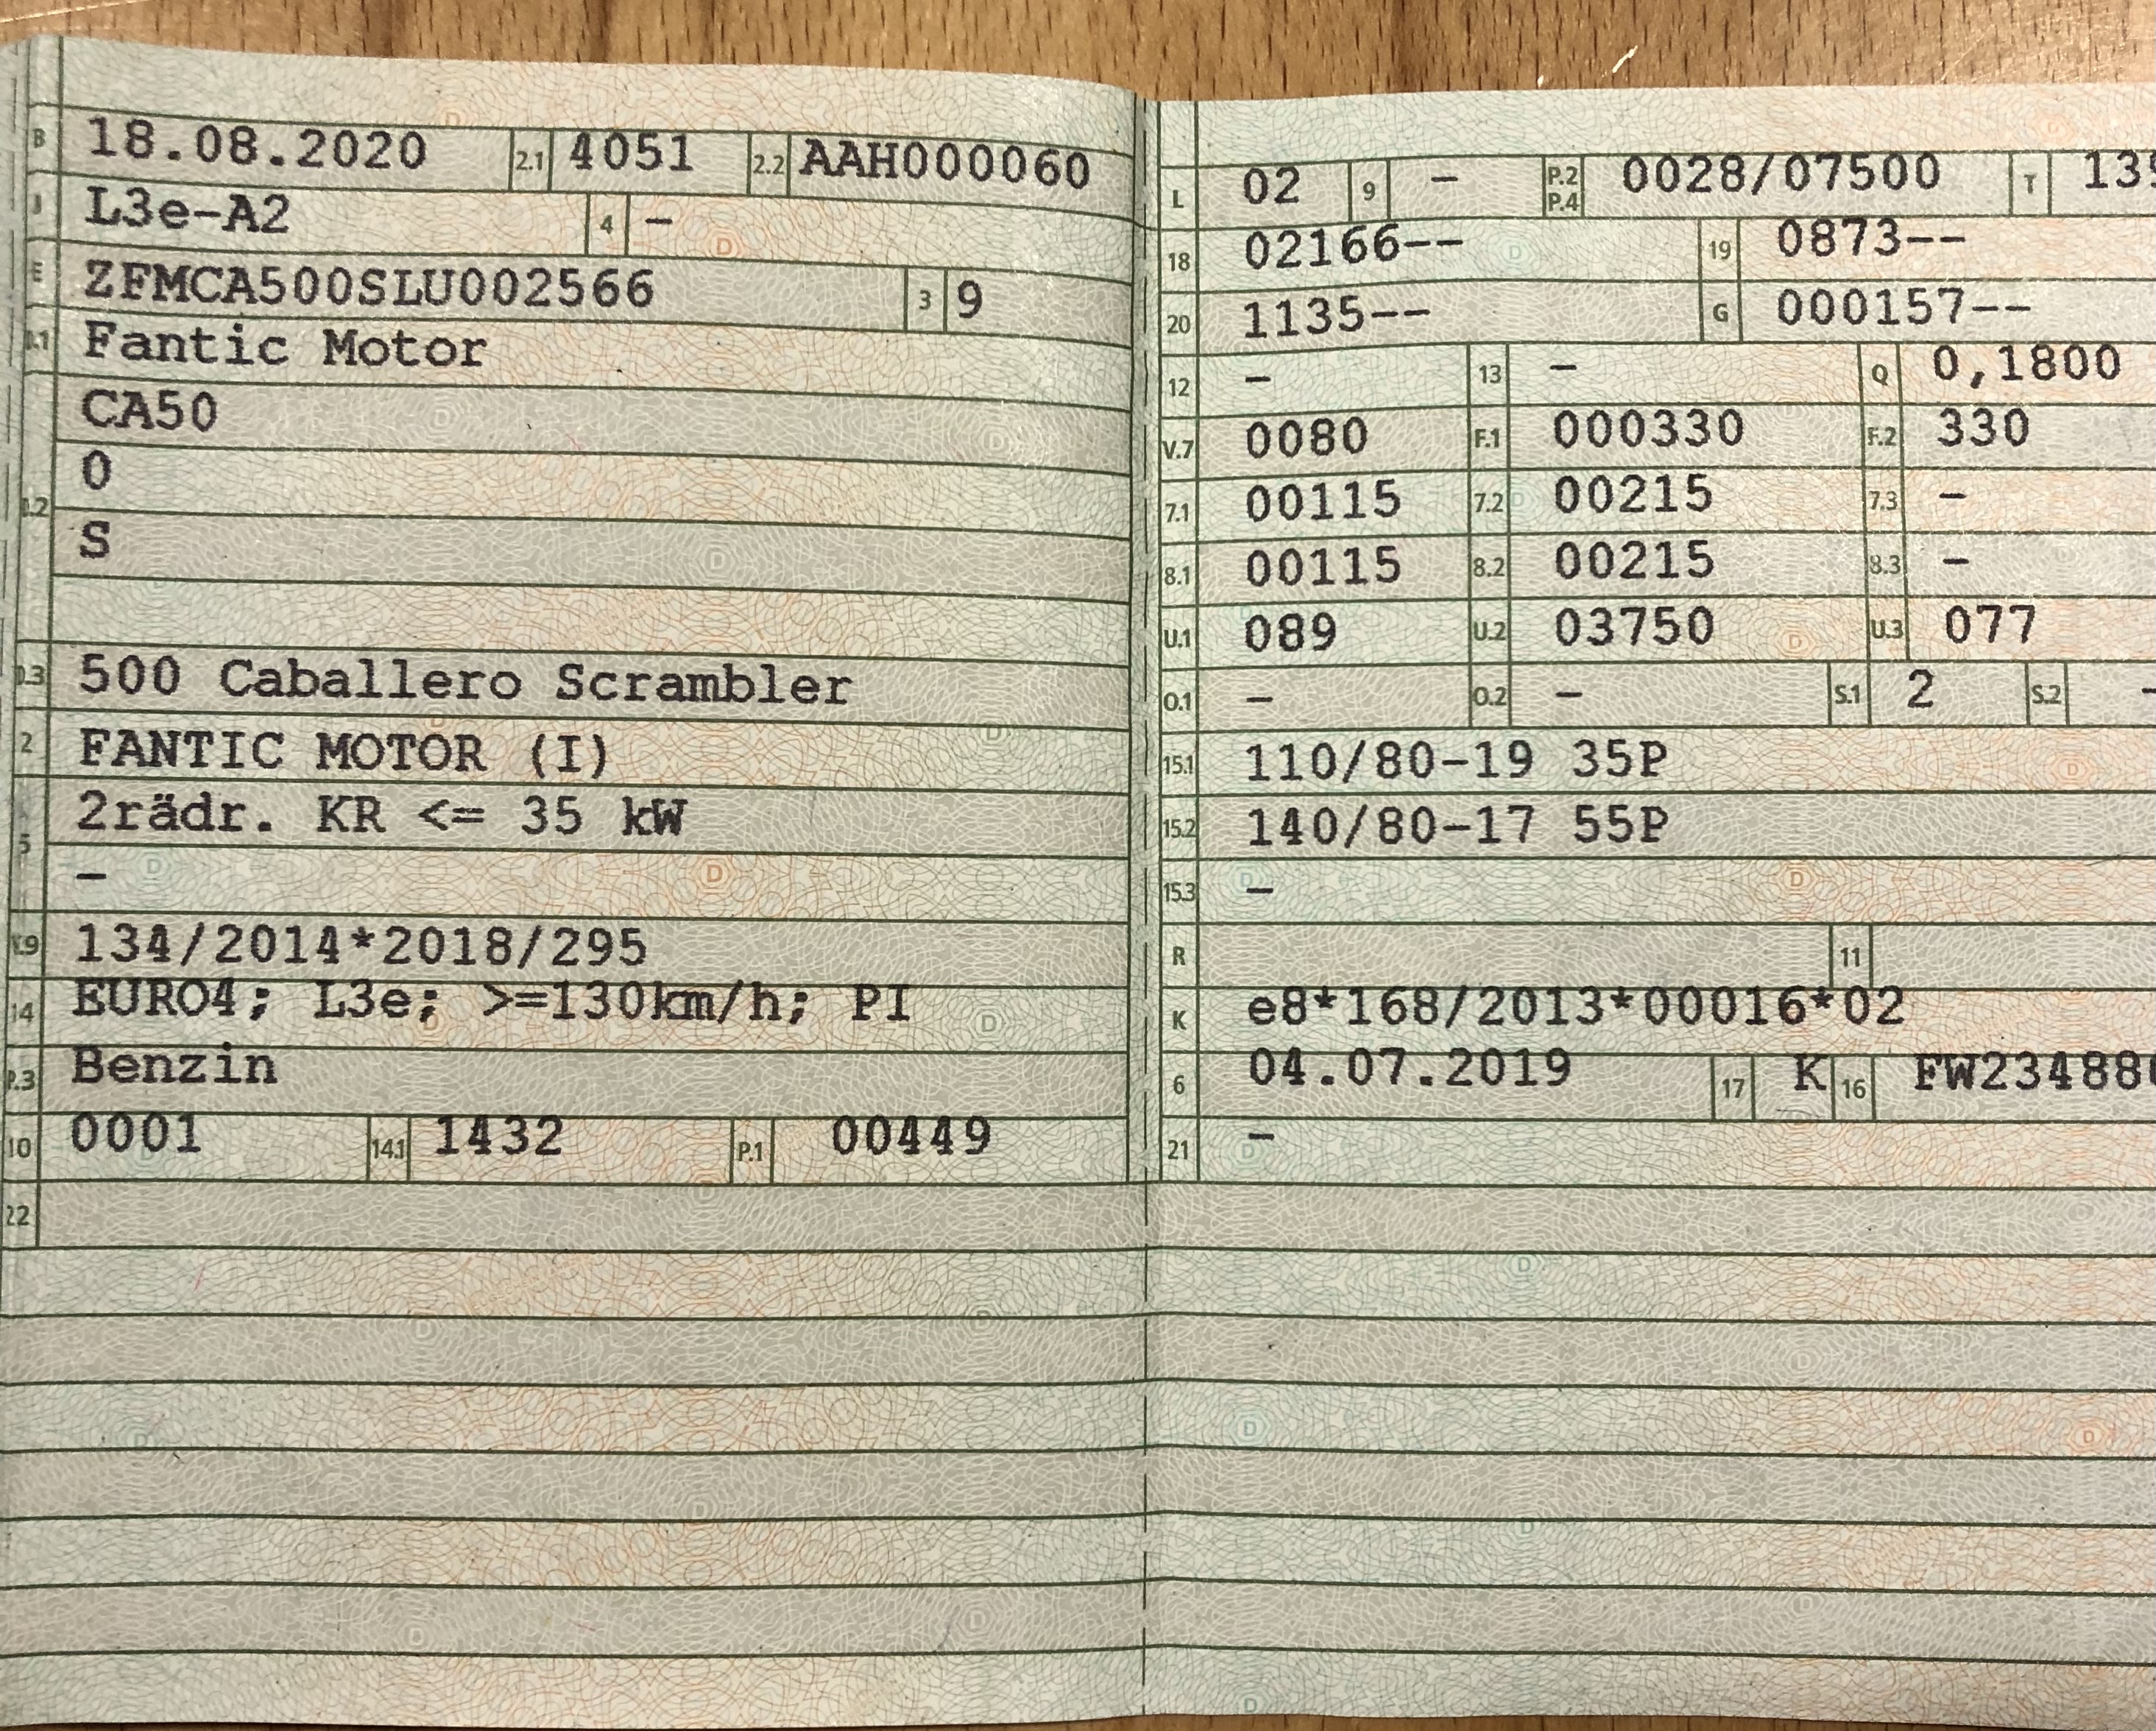 B 18.08.2020 2.1 4051 2.2 AAH000060
J L3e-A2 4 –
E ZFMCA500SLU002566 3 9
D.1 Fantic Motor
CA50
D.2 0
S
D.3 500 Caballero Scrambler
2 FANTIC MOTOR (I)
5 2rädr. KR <= 35 kW
–
V.9 134/2014*2018/295
14 EURO4; L3e; >=130km/h; PI
P.3 Benzin
10 0001 14.1 1432 P.1 00449
22
L 02 9 – P.2 P.4 0028/07500 T
18 02166-- 19 0873--
20 1135-- G 000157--
12 – 13 – Q 0,1800
V.7 0080 F.1 000330 F.2 330
7.1 00115 7.2 00215 7.3 –
8.1 00115 8.2 00215 8.3 –
U.1 089 U.2 03750 U.3 077
O.1 – O.2 – S.1 2 S.2 –
15.1 110/80-19 35P
15.2 140/80-17 55P
15.3 –
R 11
K e8*168/2013*00016*02
6 04.07.2019 17 K 16
21 –